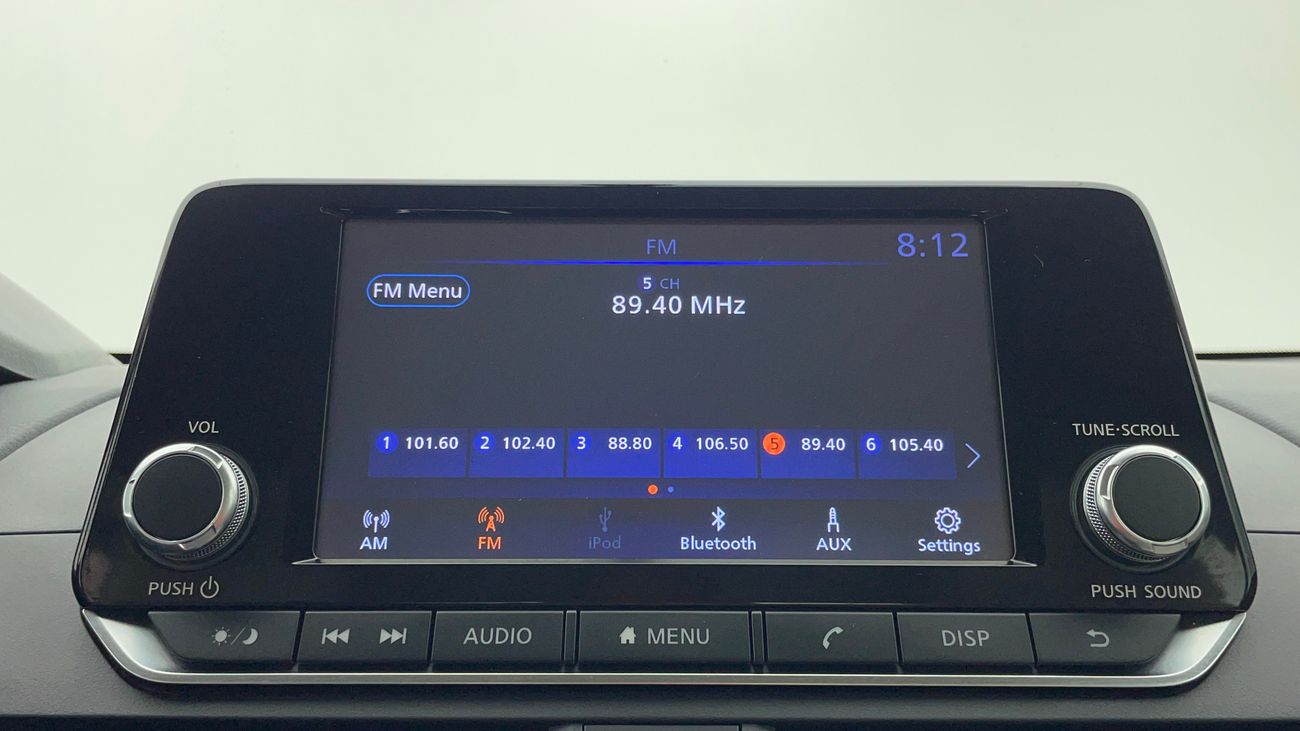 FM
8:12
FM Menu
5 CH
89.40 MHz
1 101.60
2 102.40
3 88.80
4 106.50
5 89.40
6 105.40
AM
FM
iPod
Bluetooth
AUX
Settings
VOL
PUSH
TUNE·SCROLL
PUSH SOUND
AUDIO
MENU
DISP